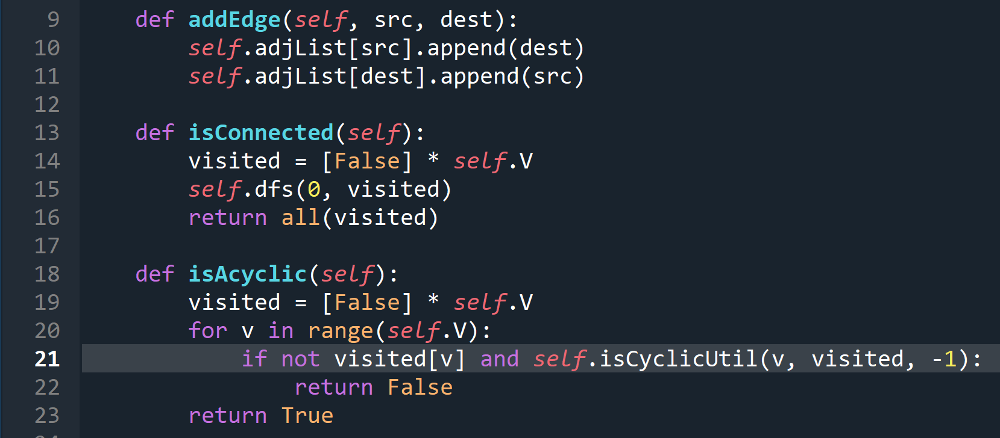 9 def addEdge(self, src, dest):
10 self.adjList[src].append(dest)
11 self.adjList[dest].append(src)
12
13 def isConnected(self):
14 visited = [False] * self.V
15 self.dfs(0, visited)
16 return all(visited)
17
18 def isAcyclic(self):
19 visited = [False] * self.V
20 for v in range(self.V):
21 if not visited[v] and self.isCyclicUtil(v, visited, -1):
22 return False
23 return True